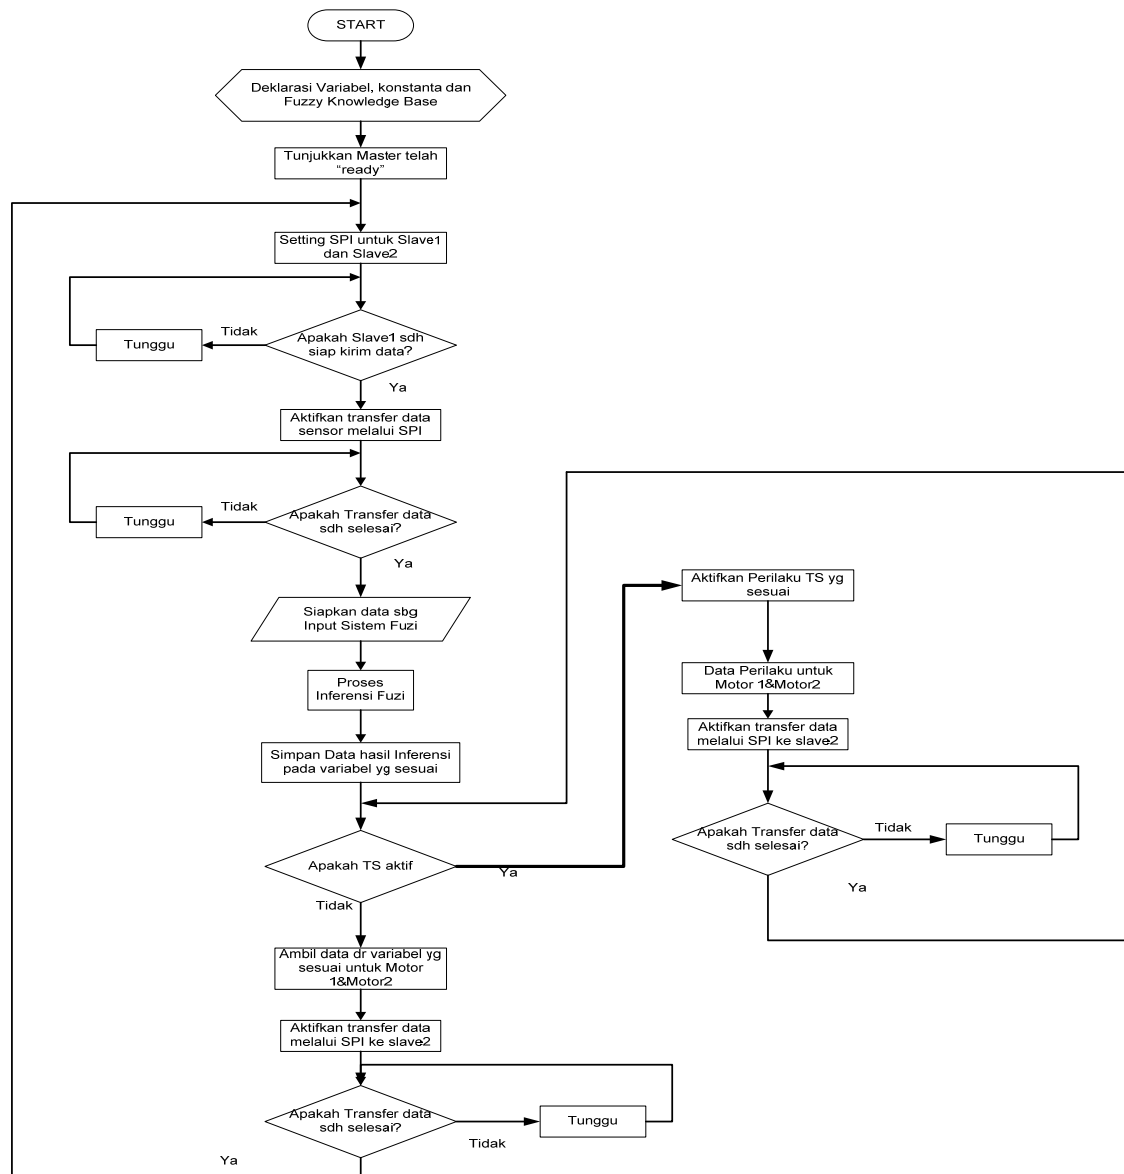 START
Deklarasi Variabel, konstanta dan
Fuzzy Knowledge Base
Tunjukkan Master telah
“ready”
Setting SPI untuk Slave1
dan Slave2
Apakah Slave1 sdh
siap kirim data?
Tidak
Tunggu
Ya
Aktifkan transfer data
sensor melalui SPI
Apakah Transfer data
sdh selesai?
Tidak
Tunggu
Ya
Siapkan data sbg
Input Sistem Fuzi
Proses
Inferensi Fuzi
Simpan Data hasil Inferensi
pada variabel yg sesuai
Apakah TS aktif
Ya
Tidak
Aktifkan Perilaku TS yg
sesuai
Data Perilaku untuk
Motor 1&Motor2
Aktifkan transfer data
melalui SPI ke slave2
Apakah Transfer data
sdh selesai?
Tidak
Tunggu
Ya
Ambil data dr variabel yg
sesuai untuk Motor
1&Motor2
Aktifkan transfer data
melalui SPI ke slave2
Apakah Transfer data
sdh selesai?
Tidak
Tunggu
Ya